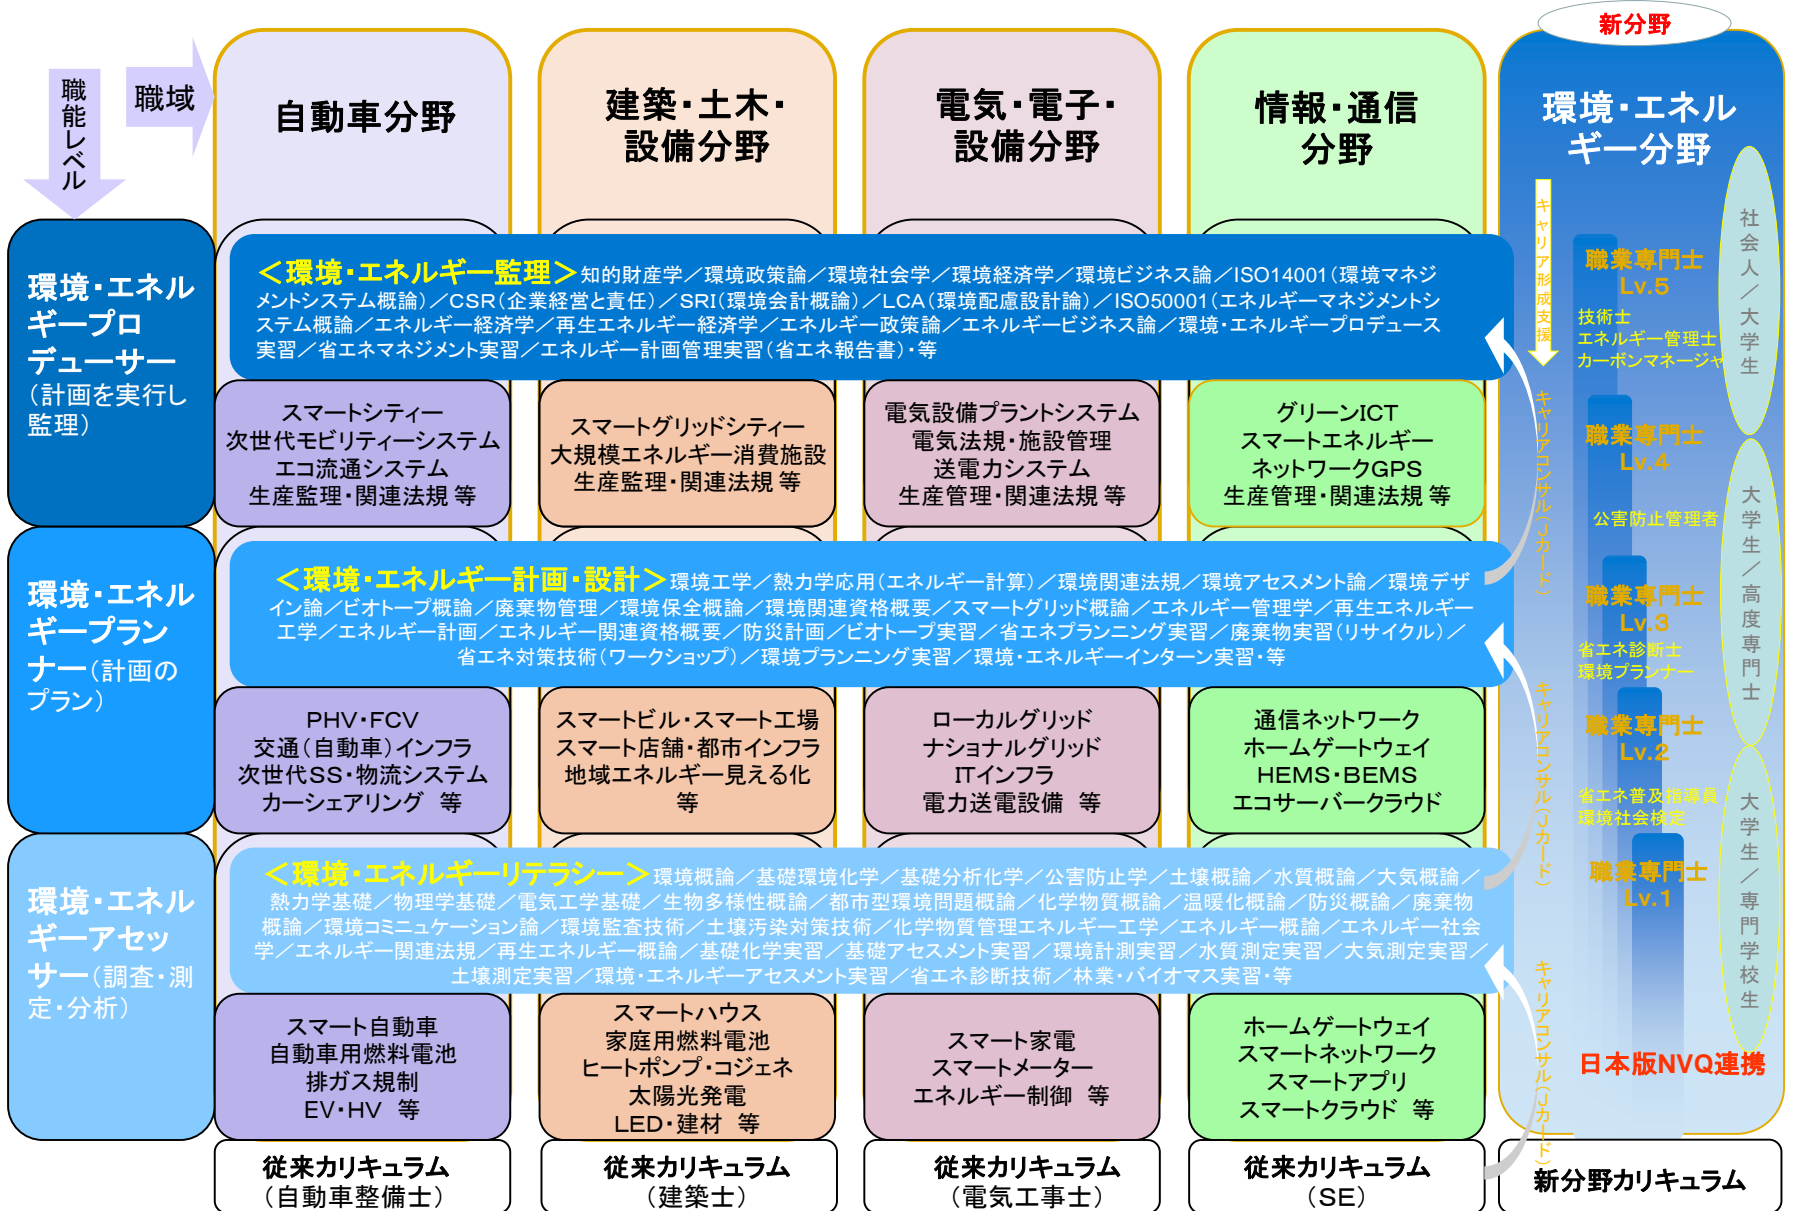 新分野
職能レベル
職域
自動車分野
建築・土木・
設備分野
電気・電子・
設備分野
情報・通信
分野
環境・エネル
ギー分野
環境・エネル
ギープロ
デューサー
（計画を実行し
監理）
＜環境・エネルギー監理＞知的財産学／環境政策論／環境社会学／環境経済学／環境ビジネス論／ISO14001（環境マネジ
メントシステム概論）／CSR（企業経営と責任）／SRI（環境会計概論）／LCA（環境配慮設計論）／ISO50001（エネルギーマネジメントシ
ステム概論／エネルギー経済学／再生エネルギー経済学／エネルギー政策論／エネルギービジネス論／環境・エネルギープロデュース
実習／省エネマネジメント実習／エネルギー計画管理実習（省エネ報告書）・等
スマートシティー
次世代モビリティーシステム
エコ流通システム
生産監理・関連法規 等
スマートグリッドシティー
大規模エネルギー消費施設
生産監理・関連法規 等
電気設備プラントシステム
電気法規・施設管理
送電力システム
生産管理・関連法規 等
グリーンICT
スマートエネルギー
ネットワークGPS
生産管理・関連法規 等
環境・エネル
ギープラン
ナー（計画の
プラン）
＜環境・エネルギー計画・設計＞環境工学／熱力学応用（エネルギー計算）／環境関連法規／環境アセスメント論／環境デザ
イン論／ビオトープ概論／廃棄物管理／環境保全概論／環境関連資格概要／スマートグリッド概論／エネルギー管理学／再生エネルギー
工学／エネルギー計画／エネルギー関連資格概要／防災計画／ビオトープ実習／省エネプランニング実習／廃棄物実習（リサイクル）／
省エネ対策技術（ワークショップ）／環境プランニング実習／環境・エネルギーインターン実習・等
PHV・FCV
交通（自動車）インフラ
次世代SS・物流システム
カーシェアリング 等
スマートビル・スマート工場
スマート店舗・都市インフラ
地域エネルギー見える化
等
ローカルグリッド
ナショナルグリッド
ITインフラ
電力送電設備 等
通信ネットワーク
ホームゲートウェイ
HEMS・BEMS
エコサーバークラウド
環境・エネル
ギーアセッ
サー（調査・測
定・分析）
＜環境・エネルギーリテラシー＞環境概論／基礎環境化学／基礎分析化学／公害防止学／土壌概論／水質概論／大気概論／
熱力学基礎／物理学基礎／電気工学基礎／生物多様性概論／都市型環境問題概論／化学物質概論／温暖化概論／防災概論／廃棄物
概論／環境コミニュケーション論／環境監査技術／土壌汚染対策技術／化学物質管理エネルギー工学／エネルギー概論／エネルギー社会
学／エネルギー関連法規／再生エネルギー概論／基礎化学実習／基礎アセスメント実習／環境計測実習／水質測定実習／大気測定実習／
土壌測定実習／環境・エネルギーアセスメント実習／省エネ診断技術／林業・バイオマス実習・等
スマート自動車
自動車用燃料電池
排ガス規制
EV・HV 等
スマートハウス
家庭用燃料電池
ヒートポンプ・コジェネ
太陽光発電
LED・建材 等
スマート家電
スマートメーター
エネルギー制御 等
ホームゲートウェイ
スマートネットワーク
スマートアプリ
スマートクラウド 等
従来カリキュラム
（自動車整備士）
従来カリキュラム
（建築士）
従来カリキュラム
（電気工事士）
従来カリキュラム
（SE）
新分野カリキュラム
キャリア形成支援
キャリアコンサル（Jカード）
キャリアコンサル（Jカード）
キャリアコンサル（Jカード）
職業専門士
Lv.5
技術士
エネルギー管理士
カーボンマネージャ
職業専門士
Lv.4
公害防止管理者
職業専門士
Lv.3
省エネ診断士
環境プランナー
職業専門士
Lv.2
省エネ普及指導員
環境社会検定
職業専門士
Lv.1
日本版NVQ連携
社会人／大学生
大学生／高度専門士
大学生／専門学校生